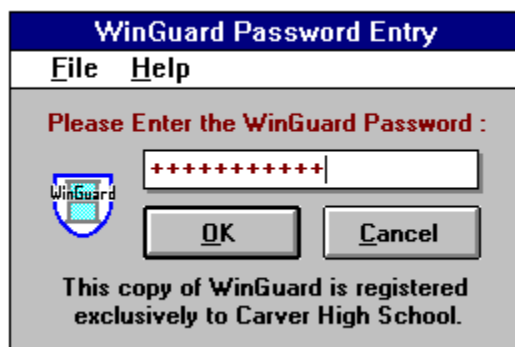 WinGuard Password Entry
File Help
Please Enter the WinGuard Password :
+++++++++++
WinGuard
OK Cancel
This copy of WinGuard is registered
exclusively to Carver High School.